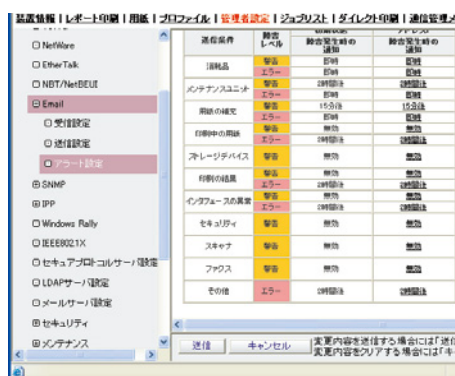 装置情報 | レポート印刷 | 用紙 | プロファイル | 管理者設定 | ジョブリスト | ダイレクト印刷 | 通信管理メ
NetWare
EtherTalk
NBT/NetBEUI
Email
受信設定
送信設定
アラート設定
SNMP
IPP
Windows Rally
IEEE802.1X
セキュアプロトコルサーバ設定
LDAPサーバ設定
メールサーバ設定
セキュリティ
メンテナンス
送信条件 障害レベル 障害発生時の通知 障害発生時の通知
消耗品 警告 即時 即時
エラー 即時 即時
メンテナンスユニット 警告 2時間後 2時間後
エラー 即時 即時
用紙の補充 警告 15分後 15分後
エラー 即時 即時
印刷中の用紙 警告 無効 無効
エラー 2時間後 2時間後
ストレージデバイス 警告 無効 無効
印刷の結果 警告 無効 無効
エラー 2時間後 2時間後
インタフェースの異常 警告 無効 無効
エラー 2時間後 2時間後
セキュリティ 警告 無効 無効
スキャナ 警告 無効 無効
ファクス 警告 無効 無効
その他 エラー 2時間後 2時間後
送信 キャンセル 変更内容を送信する場合には「送信
変更内容をクリアする場合には「キ